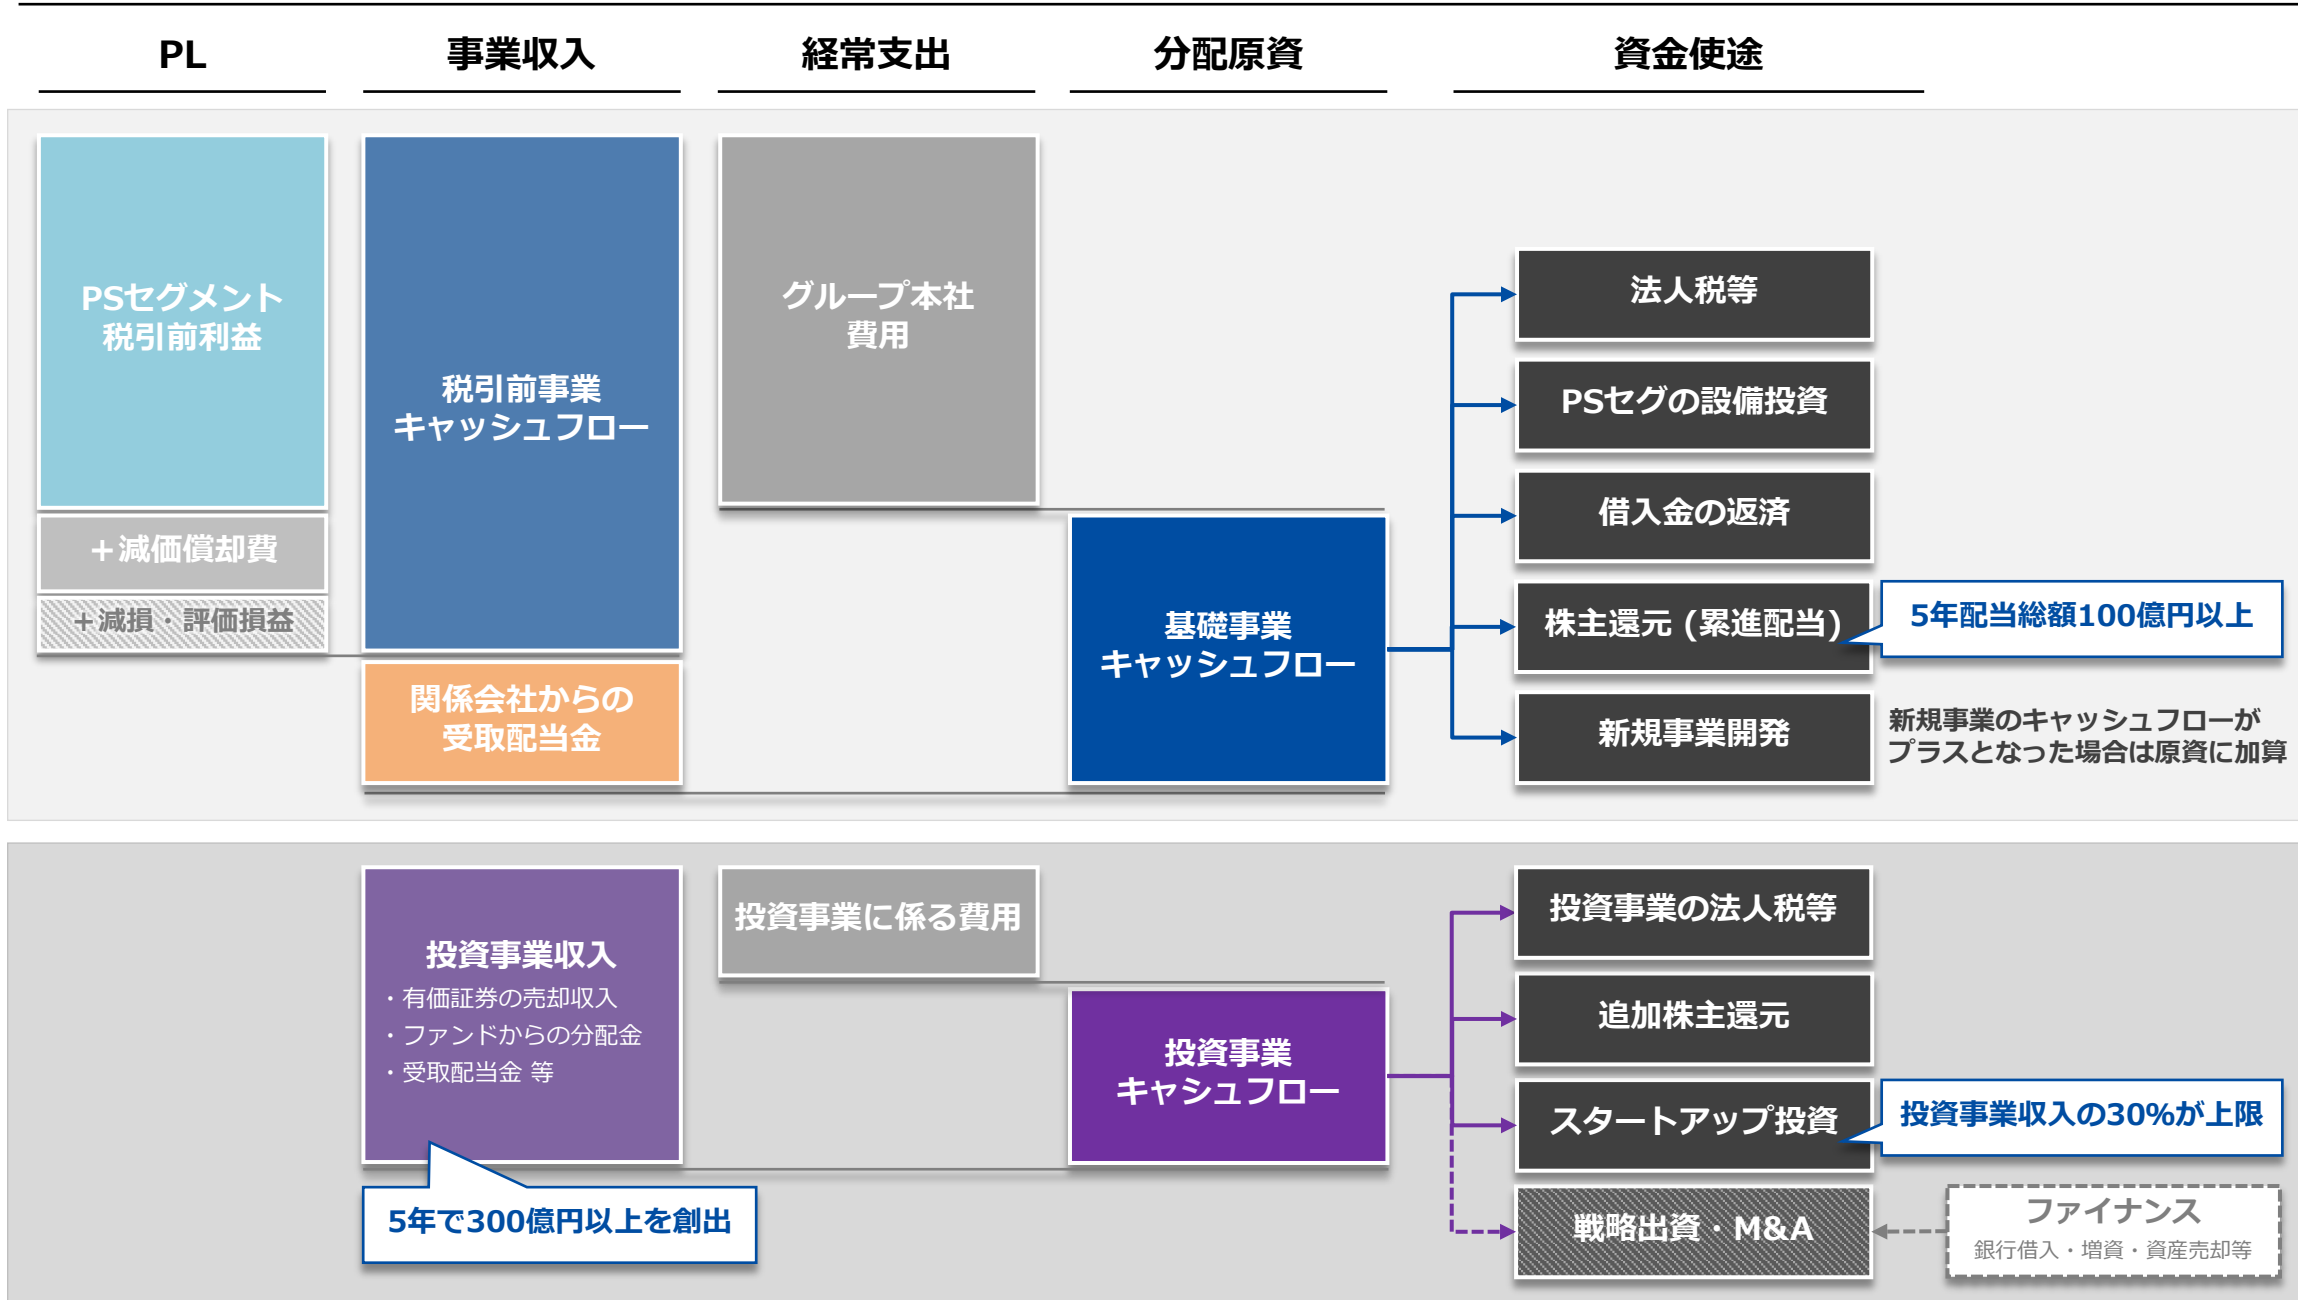 PL
事業収入
経常支出
分配原資
資金使途
PSセグメント
税引前利益
+減価償却費
+減損・評価損益
税引前事業
キャッシュフロー
関係会社からの
受取配当金
グループ本社
費用
基礎事業
キャッシュフロー
法人税等
PSセグの設備投資
借入金の返済
株主還元 (累進配当)
5年配当総額100億円以上
新規事業開発
新規事業のキャッシュフローが
プラスとなった場合は原資に加算
投資事業収入
・有価証券の売却収入
・ファンドからの分配金
・受取配当金 等
5年で300億円以上を創出
投資事業に係る費用
投資事業
キャシュフロー
投資事業の法人税等
追加株主還元
スタートアップ投資
投資事業収入の30%が上限
戦略出資・M&A
ファイナンス
銀行借入・増資・資産売却等